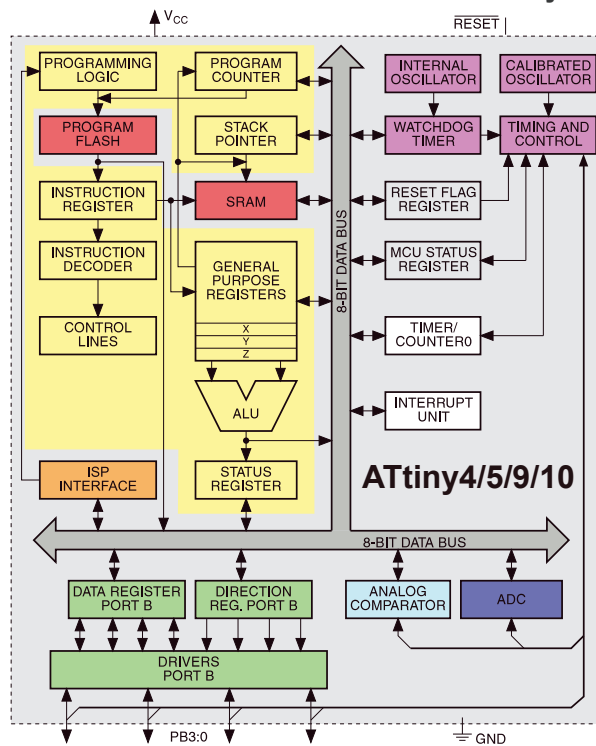 VCC
RESET
PROGRAMMING
LOGIC
PROGRAM
COUNTER
INTERNAL
OSCILLATOR
CALIBRATED
OSCILLATOR
PROGRAM
FLASH
STACK
POINTER
WATCHDOG
TIMER
TIMING AND
CONTROL
INSTRUCTION
REGISTER
SRAM
RESET FLAG
REGISTER
INSTRUCTION
DECODER
GENERAL
PURPOSE
REGISTERS
MCU STATUS
REGISTER
8-BIT DATA BUS
CONTROL
LINES
X
Y
Z
TIMER/
COUNTER0
ALU
INTERRUPT
UNIT
ISP
INTERFACE
STATUS
REGISTER
ATtiny4/5/9/10
8-BIT DATA BUS
DATA REGISTER
PORT B
DIRECTION
REG. PORT B
ANALOG
COMPARATOR
ADC
DRIVERS
PORT B
PB3:0
GND